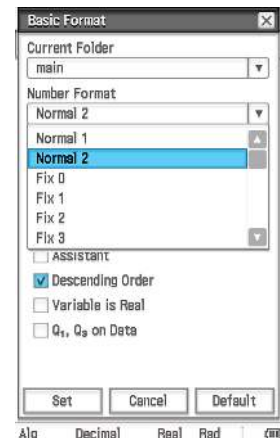 Basic Format
Current Folder
main
Number Format
Normal 2
Normal 1
Normal 2
Fix 0
Fix 1
Fix 2
Fix 3
Assistant
Descending Order
Variable is Real
Q1, Q3 on Data
Set Cancel Default
Alg Decimal Real Rad